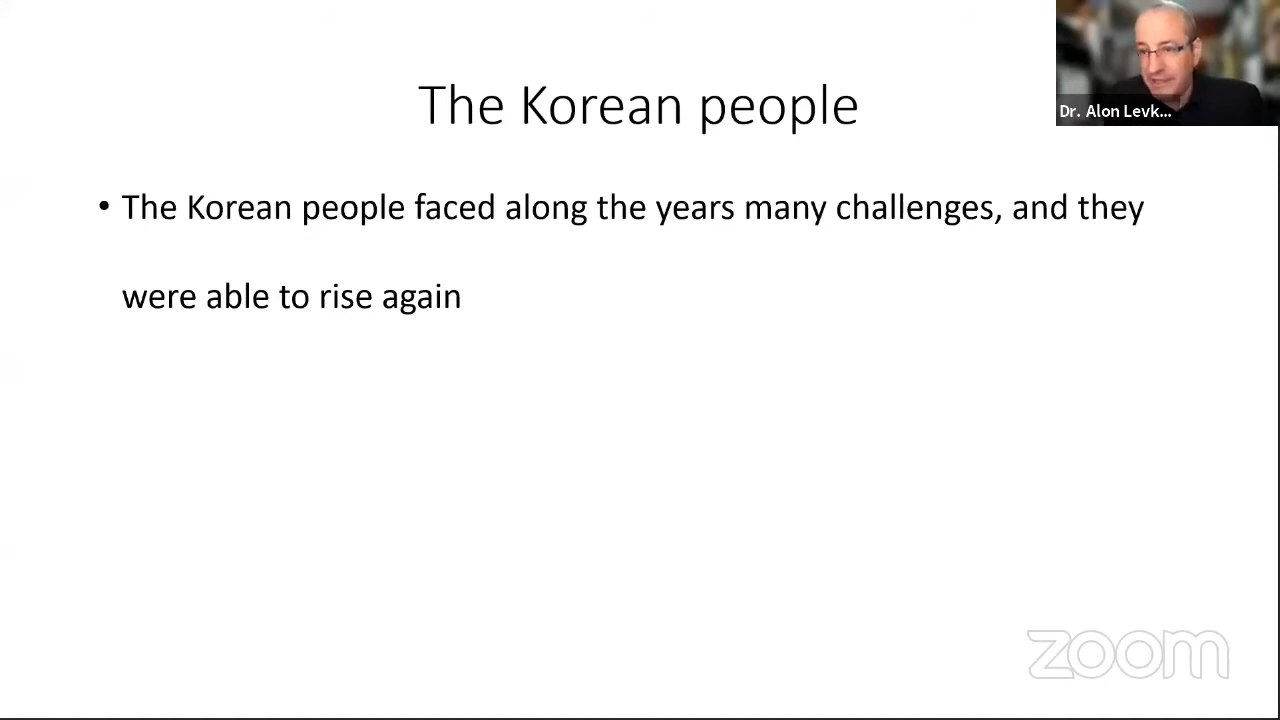 The Korean people
Dr. Alon Levk...
• The Korean people faced along the years many challenges, and they
were able to rise again
zoom